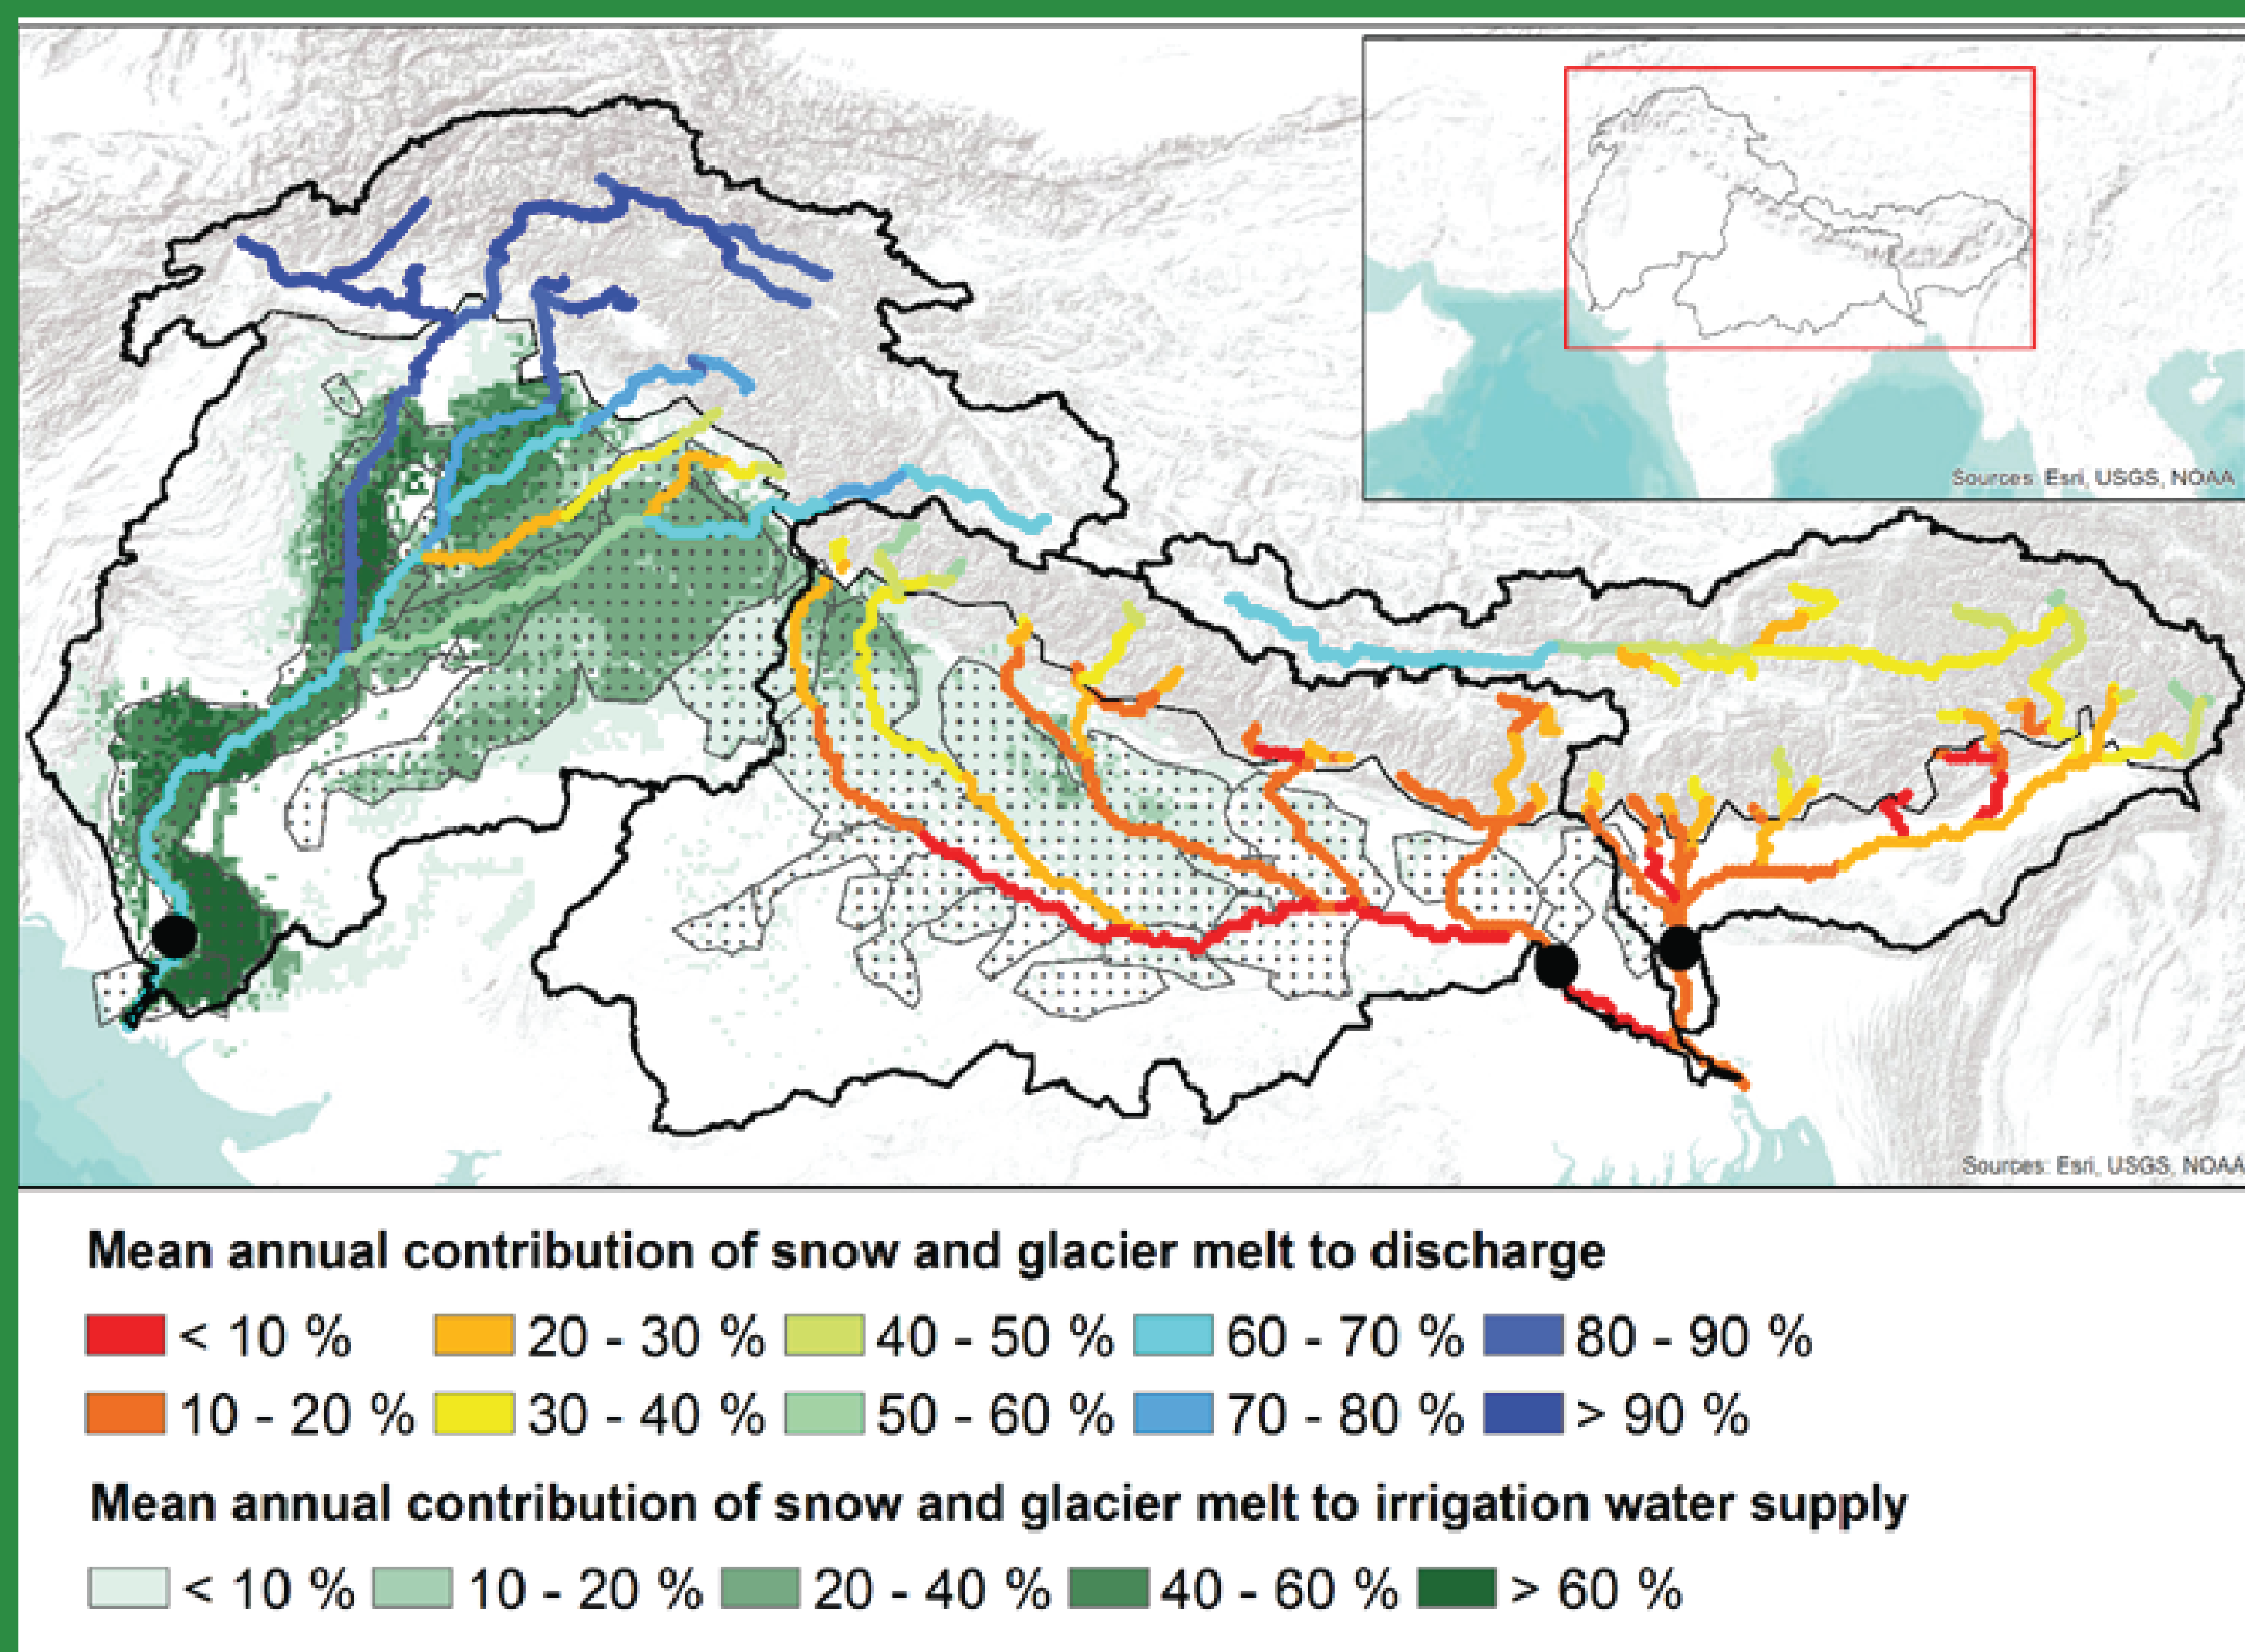 Sources: Esri, USGS, NOAA
Sources: Esri, USGS, NOAA
Mean annual contribution of snow and glacier melt to discharge
< 10 % 20 - 30 % 40 - 50 % 60 - 70 % 80 - 90 %
10 - 20 % 30 - 40 % 50 - 60 % 70 - 80 % > 90 %
Mean annual contribution of snow and glacier melt to irrigation water supply
< 10 % 10 - 20 % 20 - 40 % 40 - 60 % > 60 %